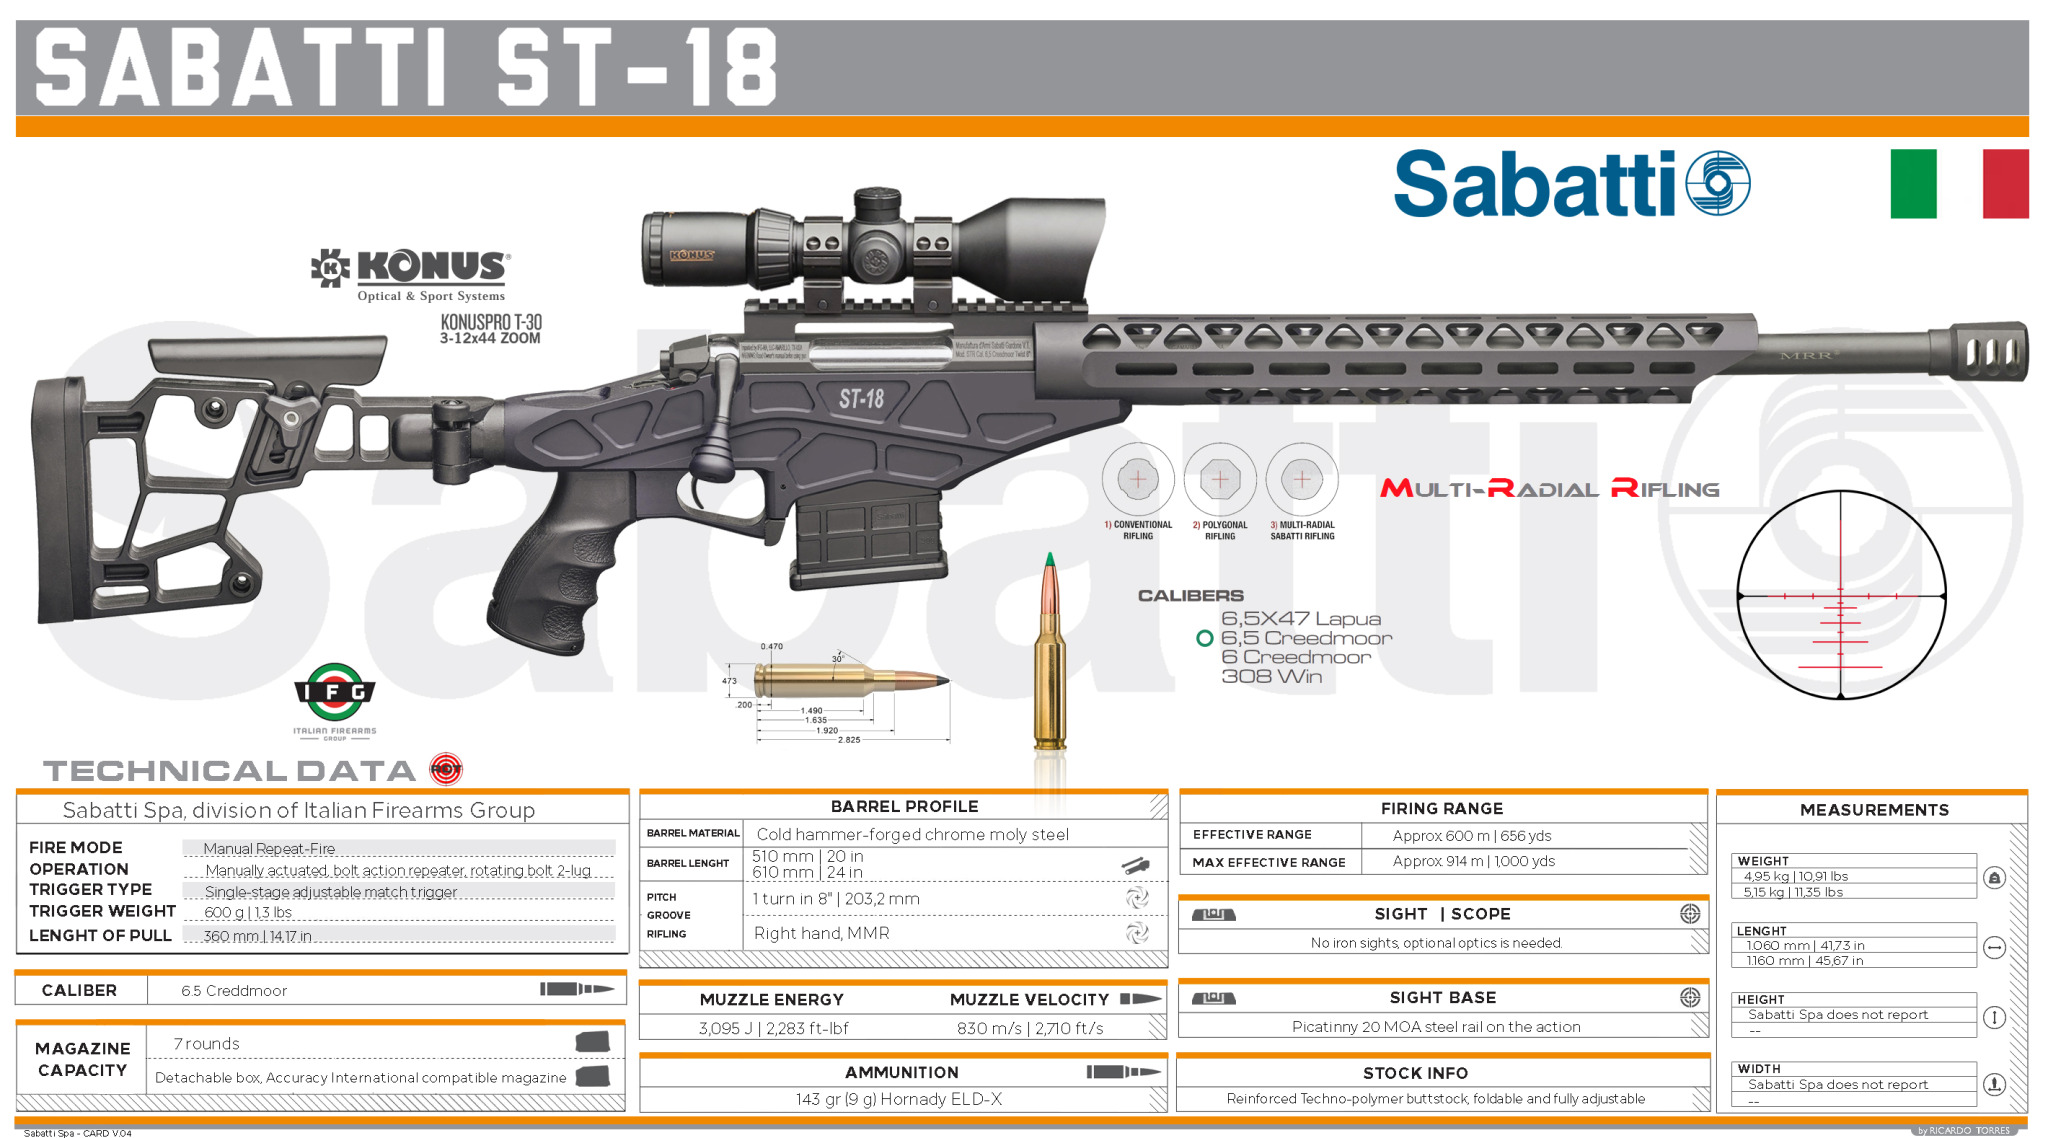 SABATTI ST-18
Sabatti
KONUS
Optical & Sport Systems
KONUSPRO T-30
3-12x44 ZOOM
KONUS
ST-18
MRR
1) CONVENTIONAL
RIFLING
2) POLYGONAL
RIFLING
3) MULTI-RADIAL
SABATTI RIFLING
MULTI-RADIAL RIFLING
CALIBERS
6,5X47 Lapua
6,5 Creedmoor
6 Creedmoor
308 Win
0.470
30°
473
.200
1.490
1.635
1.920
2.825
IFG
ITALIAN FIREARMS
GROUP
Sabatti
TECHNICAL DATA
Sabatti Spa, division of Italian Firearms Group
FIRE MODE Manual Repeat-Fire
OPERATION Manually actuated, bolt action repeater, rotating bolt 2-lug
TRIGGER TYPE Single-stage adjustable match trigger
TRIGGER WEIGHT 600 g | 1,3 lbs
LENGHT OF PULL 360 mm | 14,17 in
CALIBER 6.5 Creddmoor
MAGAZINE
CAPACITY
7 rounds
Detachable box, Accuracy International compatible magazine
BARREL PROFILE
BARREL MATERIAL Cold hammer-forged chrome moly steel
BARREL LENGHT 510 mm | 20 in
610 mm | 24 in
PITCH 1 turn in 8" | 203,2 mm
GROOVE
RIFLING Right hand, MMR
MUZZLE ENERGY MUZZLE VELOCITY
3,095 J | 2,283 ft-lbf 830 m/s | 2,710 ft/s
AMMUNITION
143 gr (9 g) Hornady ELD-X
FIRING RANGE
EFFECTIVE RANGE Approx 600 m | 656 yds
MAX EFFECTIVE RANGE Approx 914 m | 1,000 yds
SIGHT | SCOPE
No iron sights, optional optics is needed.
SIGHT BASE
Picatinny 20 MOA steel rail on the action
STOCK INFO
Reinforced Techno-polymer buttstock, foldable and fully adjustable
MEASUREMENTS
WEIGHT
4,95 kg | 10,91 lbs
5,15 kg | 11,35 lbs
LENGHT
1.060 mm | 41,73 in
1.160 mm | 45,67 in
HEIGHT
Sabatti Spa does not report
--
WIDTH
Sabatti Spa does not report
--
Sabatti Spa - CARD V.04
by RICARDO TORRES